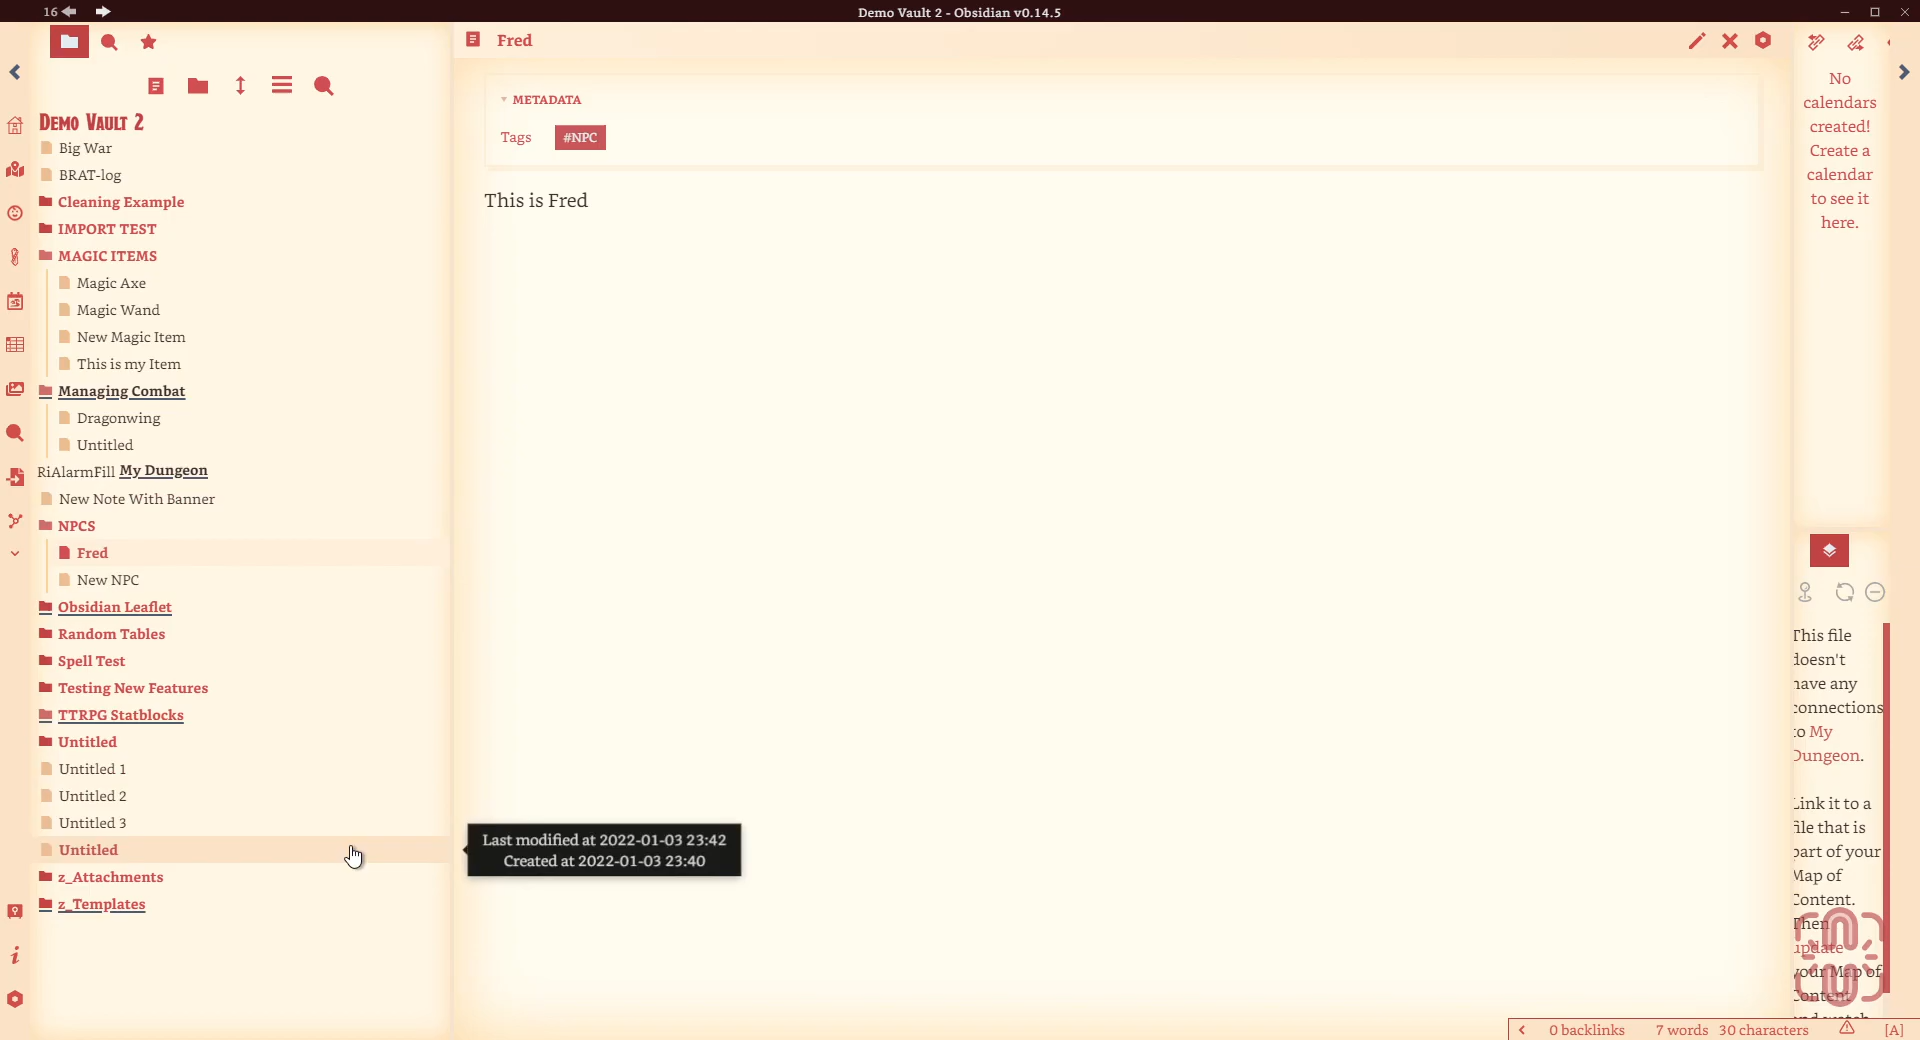 16
Demo Vault 2 - Obsidian v0.14.5
Fred
METADATA
Tags #NPC
This is Fred
DEMO VAULT 2
Big War
BRAT-log
Cleaning Example
IMPORT TEST
MAGIC ITEMS
Magic Axe
Magic Wand
New Magic Item
This is my Item
Managing Combat
Dragonwing
Untitled
RiAlarmFill My Dungeon
New Note With Banner
NPCS
Fred
New NPC
Obsidian Leaflet
Random Tables
Spell Test
Testing New Features
TTRPG Statblocks
Untitled
Untitled 1
Untitled 2
Untitled 3
Untitled
z_Attachments
z_Templates
Last modified at 2022-01-03 23:42
Created at 2022-01-03 23:40
No
calendars
created!
Create a
calendar
to see it
here.
This file
doesn't
have any
connections
to My
Dungeon.
Link it to a
file that is
part of your
Map of
Content.
Then
update
your Map of
Content
0 backlinks 7 words 30 characters [A]